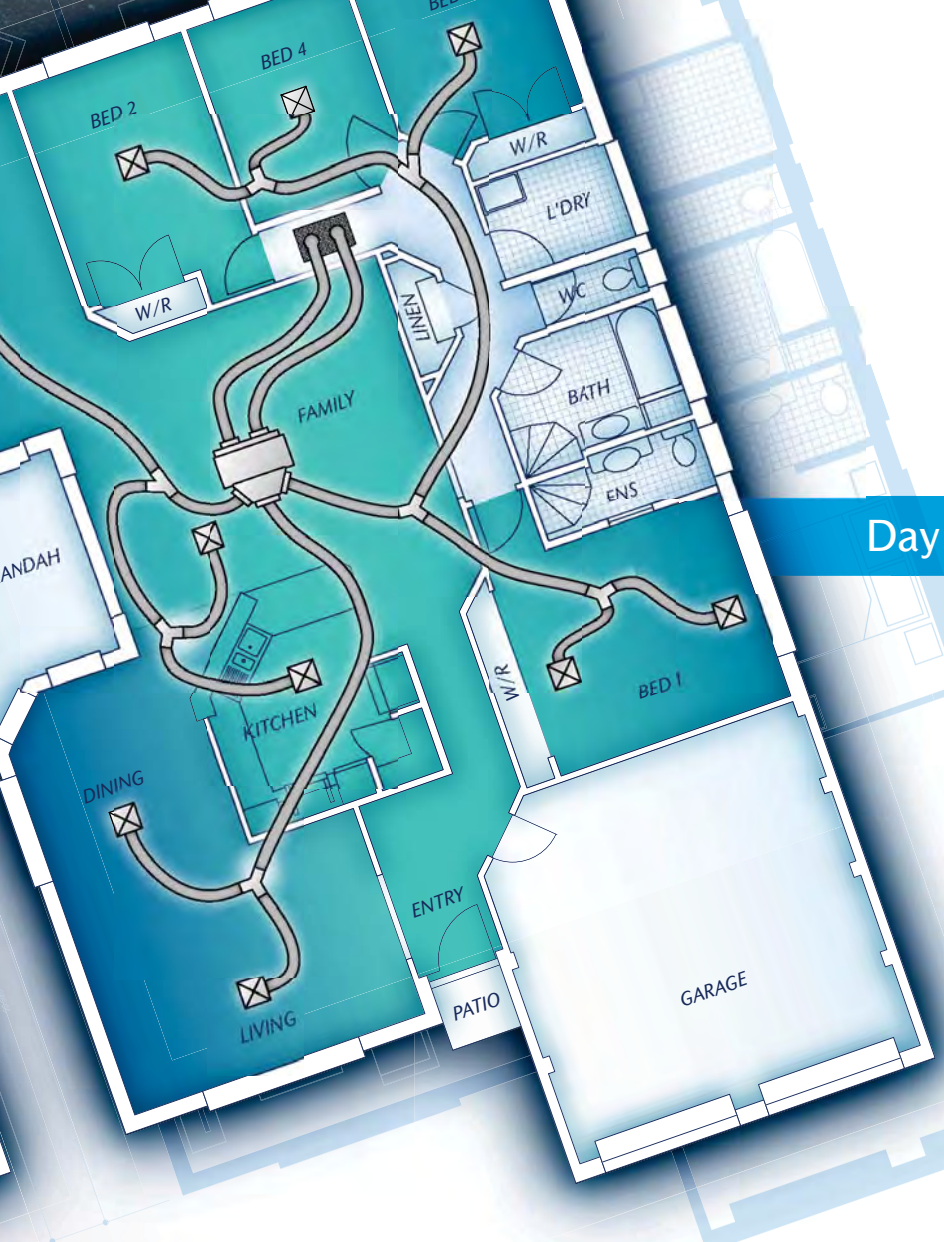 BED 4
BED 2
W/R
L'DRY
W/R
WC
LINEN
BATH
FAMILY
ENS
Day
ANDAH
W/R
BED 1
KITCHEN
DINING
ENTRY
GARAGE
PATIO
LIVING